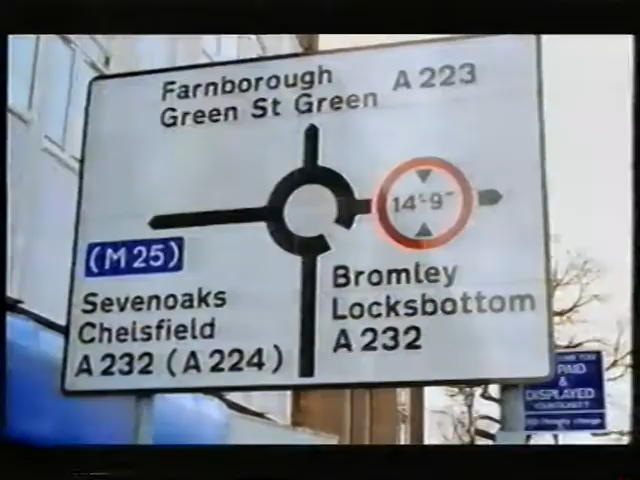 Farnborough
Green St Green
A 223
14'-9"
(M 25)
Sevenoaks
Chelsfield
A 232 (A 224)
Bromley
Locksbottom
A 232
PAID
&
DISPLAYED